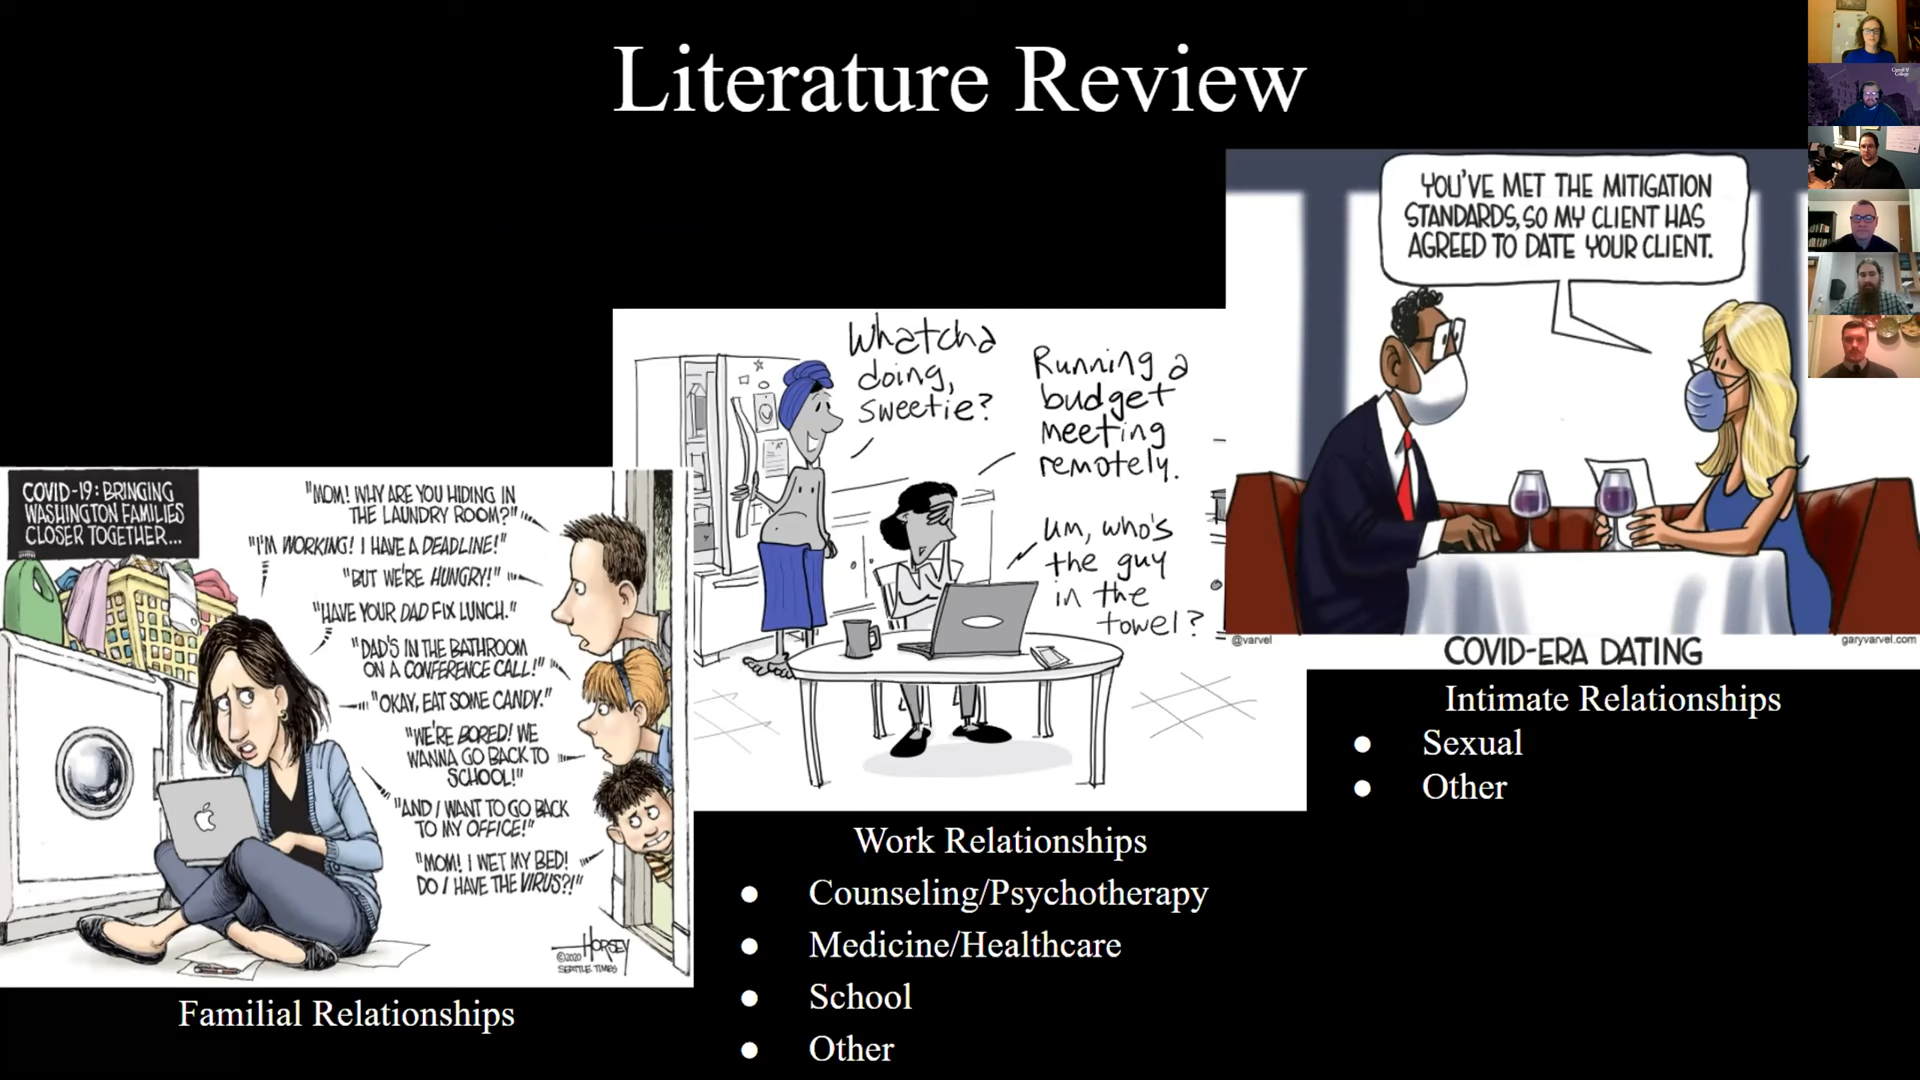 Literature Review
COVID-19: BRINGING
WASHINGTON FAMILIES
CLOSER TOGETHER...
"MOM! WHY ARE YOU HIDING IN
THE LAUNDRY ROOM?"
"I'M WORKING! I HAVE A DEADLINE!"
"BUT WE'RE HUNGRY!"
"HAVE YOUR DAD FIX LUNCH."
"DAD'S IN THE BATHROOM
ON A CONFERENCE CALL!"
"OKAY, EAT SOME CANDY."
"WE'RE BORED! WE
WANNA GO BACK TO
SCHOOL!"
"AND I WANT TO GO BACK
TO MY OFFICE!"
"MOM! I WET MY BED!
DO I HAVE THE VIRUS?!"
HORSEY
©2020
SEATTLE TIMES
Familial Relationships
Whatcha
doing,
sweetie?
Running a
budget
meeting
remotely.
um, who's
the guy
in the
towel?
Work Relationships
● Counseling/Psychotherapy
● Medicine/Healthcare
● School
● Other
YOU'VE MET THE MITIGATION
STANDARDS, SO MY CLIENT HAS
AGREED TO DATE YOUR CLIENT.
@varvel
garyvarvel.com
COVID-ERA DATING
Intimate Relationships
● Sexual
● Other